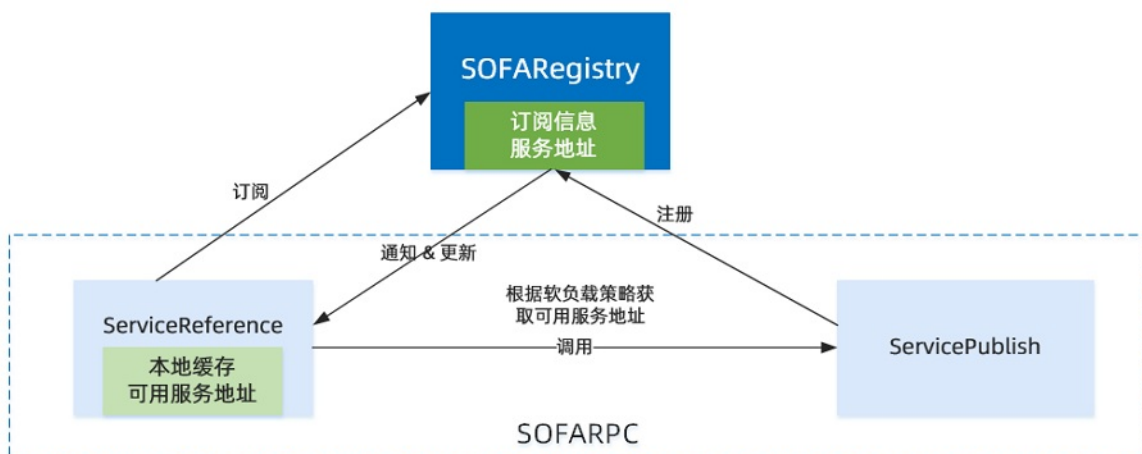 SOFARegistry
订阅信息
服务地址
订阅
注册
通知 & 更新
根据软负载策略获
取可用服务地址
ServiceReference
调用
ServicePublish
本地缓存
可用服务地址
SOFARPC